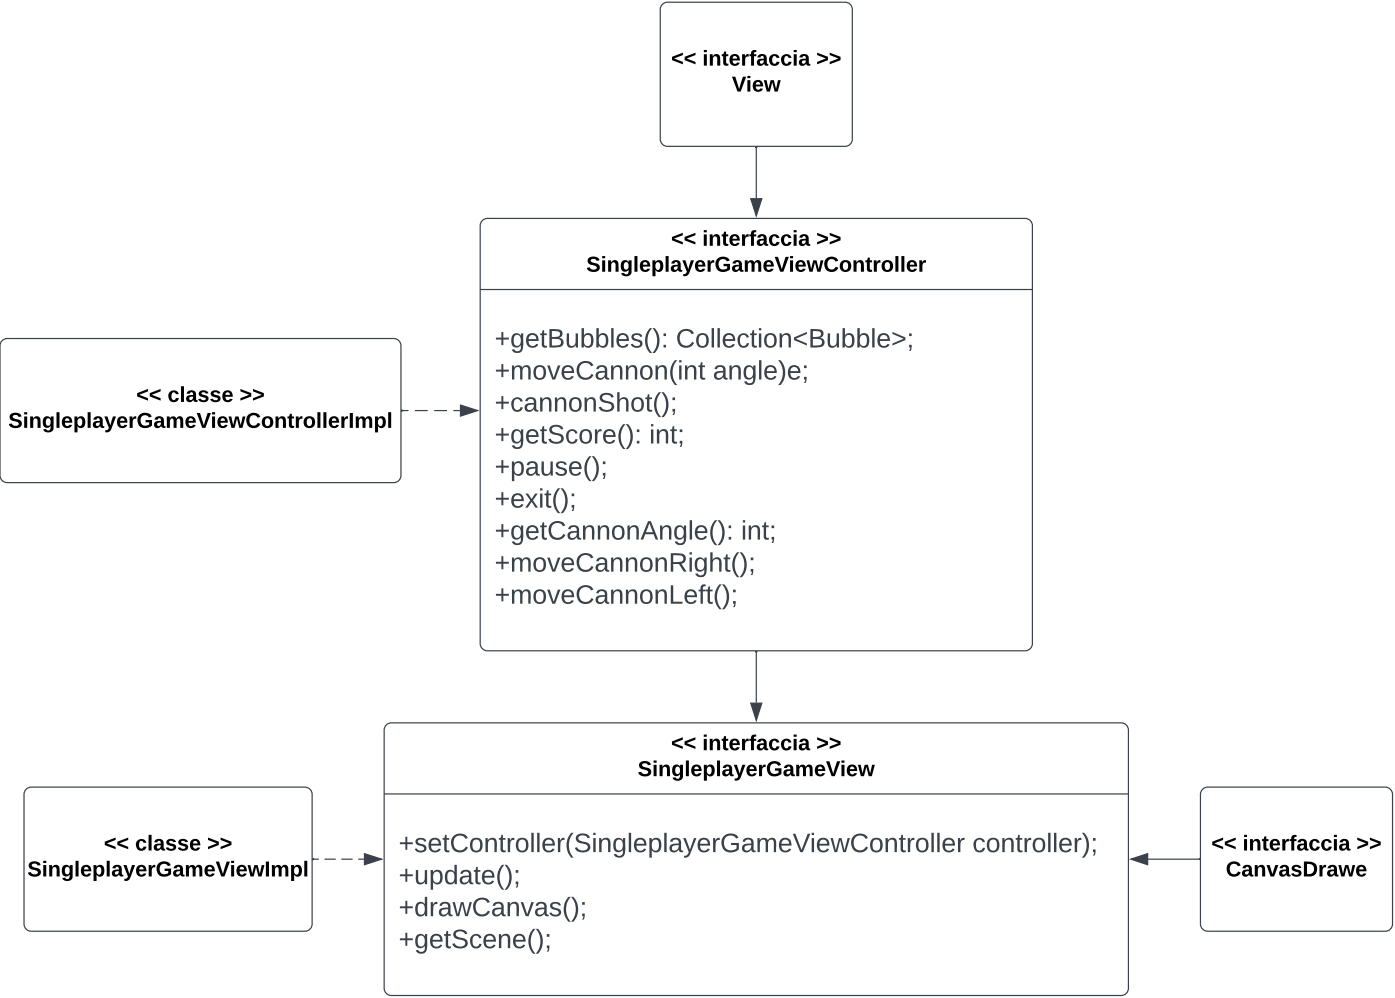 << interfaccia >>
View
<< interfaccia >>
SingleplayerGameViewController
+getBubbles(): Collection<Bubble>;
+moveCannon(int angle)e;
+cannonShot();
+getScore(): int;
+pause();
+exit();
+getCannonAngle(): int;
+moveCannonRight();
+moveCannonLeft();
<< classe >>
SingleplayerGameViewControllerImpl
<< interfaccia >>
SingleplayerGameView
+setController(SingleplayerGameViewController controller);
+update();
+drawCanvas();
+getScene();
<< classe >>
SingleplayerGameViewImpl
<< interfaccia >>
CanvasDrawe